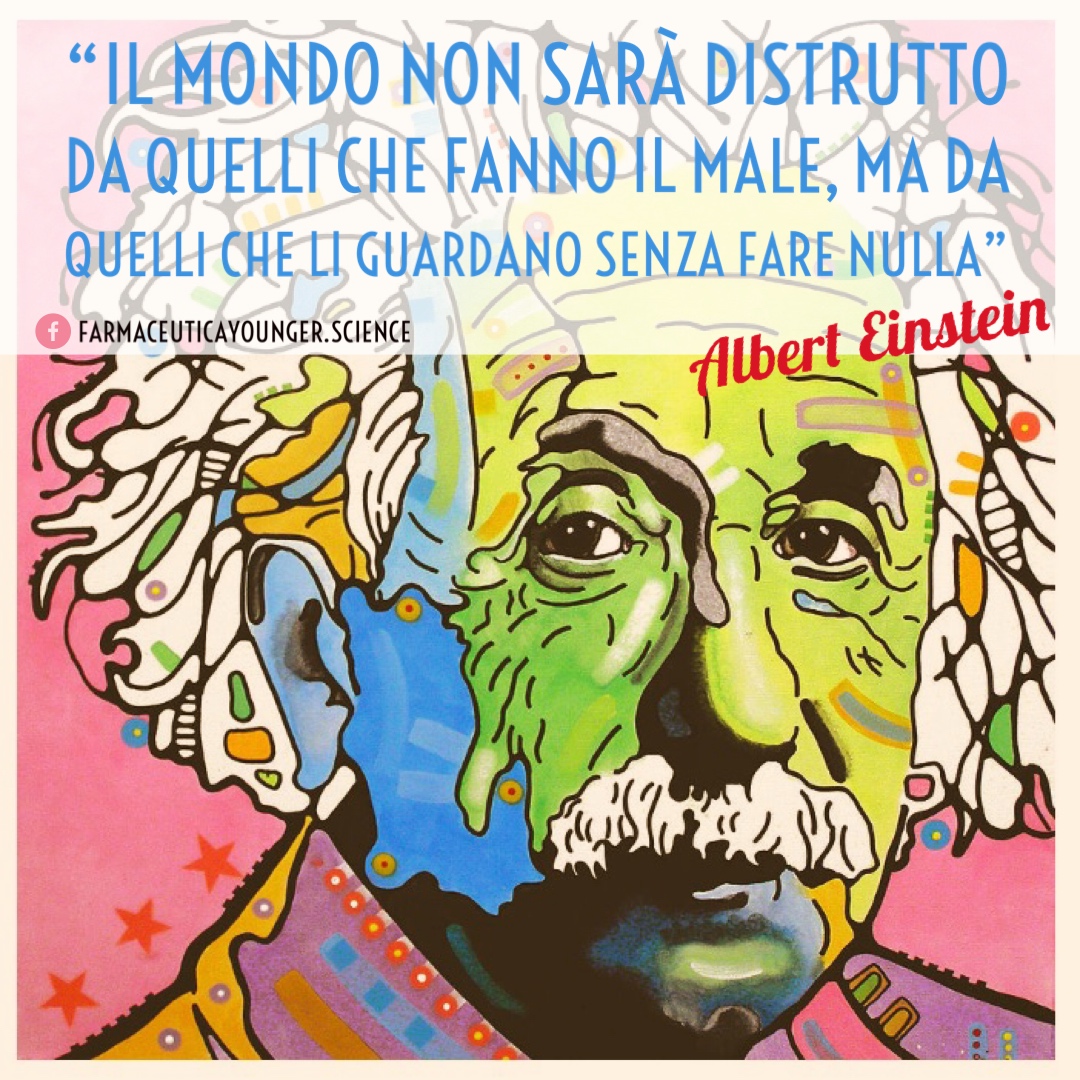 “IL MONDO NON SARÀ DISTRUTTO
DA QUELLI CHE FANNO IL MALE, MA DA
QUELLI CHE LI GUARDANO SENZA FARE NULLA”
FARMACEUTICAYOUNGER.SCIENCE
Albert Einstein